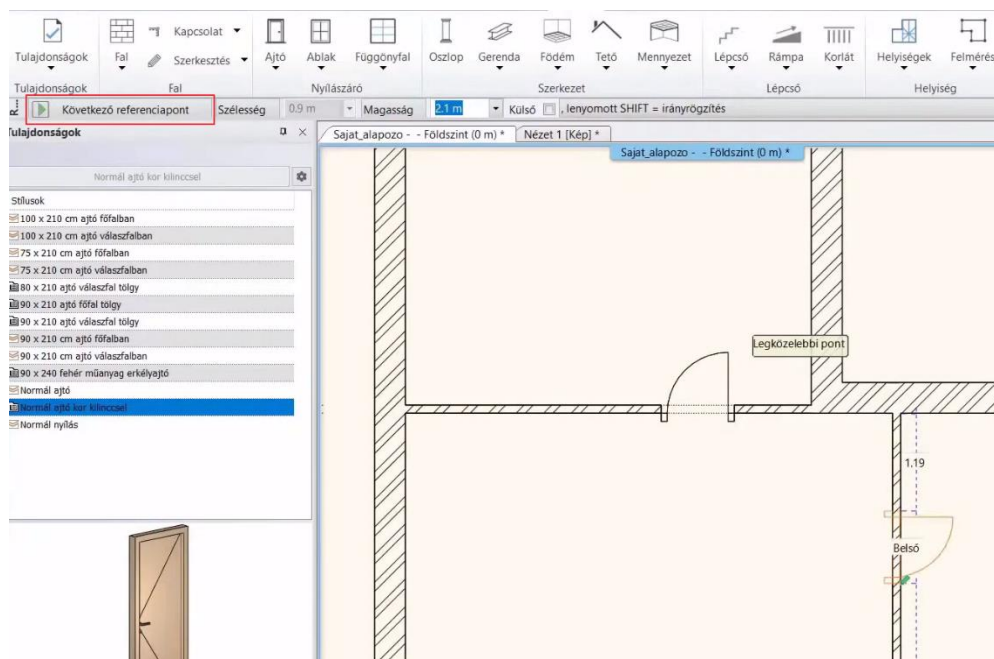 Tulajdonságok
Fal
Kapcsolat
Szerkesztés
Ajtó
Ablak
Függönyfal
Oszlop
Gerenda
Födém
Tető
Mennyezet
Lépcső
Rámpa
Korlát
Helyiségek
Felmérés
Tulajdonságok Fal Nyílászáró Szerkezet Lépcső Helyiség
R... Következő referenciapont Szélesség 0.9 m Magasság 2.1 m Külső , lenyomott SHIFT = irányrögzítés
Tulajdonságok
Sajat_alapozo - - Földszint (0 m) * Nézet 1 [Kép] *
Sajat_alapozo - - Földszint (0 m) *
Normál ajtó kor kilinccsel
Stílusok
100 x 210 cm ajtó főfalban
100 x 210 cm ajtó válaszfalban
75 x 210 cm ajtó főfalban
75 x 210 cm ajtó válaszfalban
80 x 210 ajtó válaszfal tölgy
90 x 210 ajtó főfal tölgy
90 x 210 ajtó válaszfal tölgy
90 x 210 cm ajtó főfalban
90 x 210 cm ajtó válaszfalban
90 x 240 fehér műanyag erkélyajtó
Normál ajtó
Normál ajtó kor kilinccsel
Normál nyílás
Legközelebbi pont
1,19
Belső